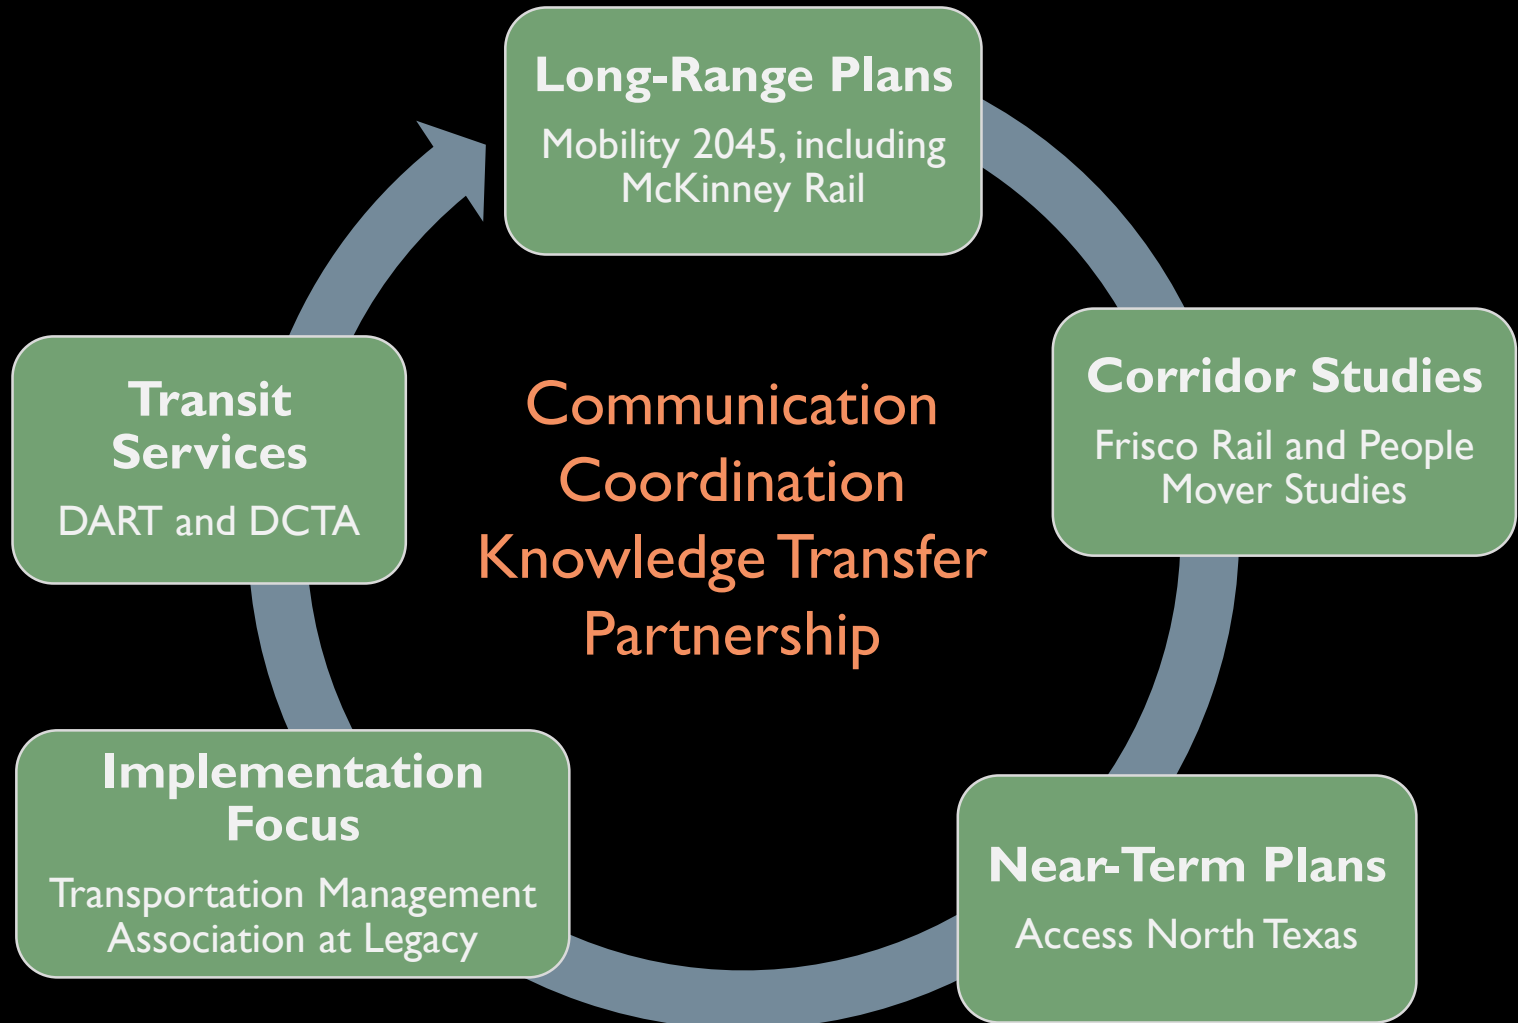 Long-Range Plans
Mobility 2045, including
McKinney Rail
Corridor Studies
Frisco Rail and People
Mover Studies
Near-Term Plans
Access North Texas
Implementation
Focus
Transportation Management
Association at Legacy
Transit
Services
DART and DCTA
Communication
Coordination
Knowledge Transfer
Partnership